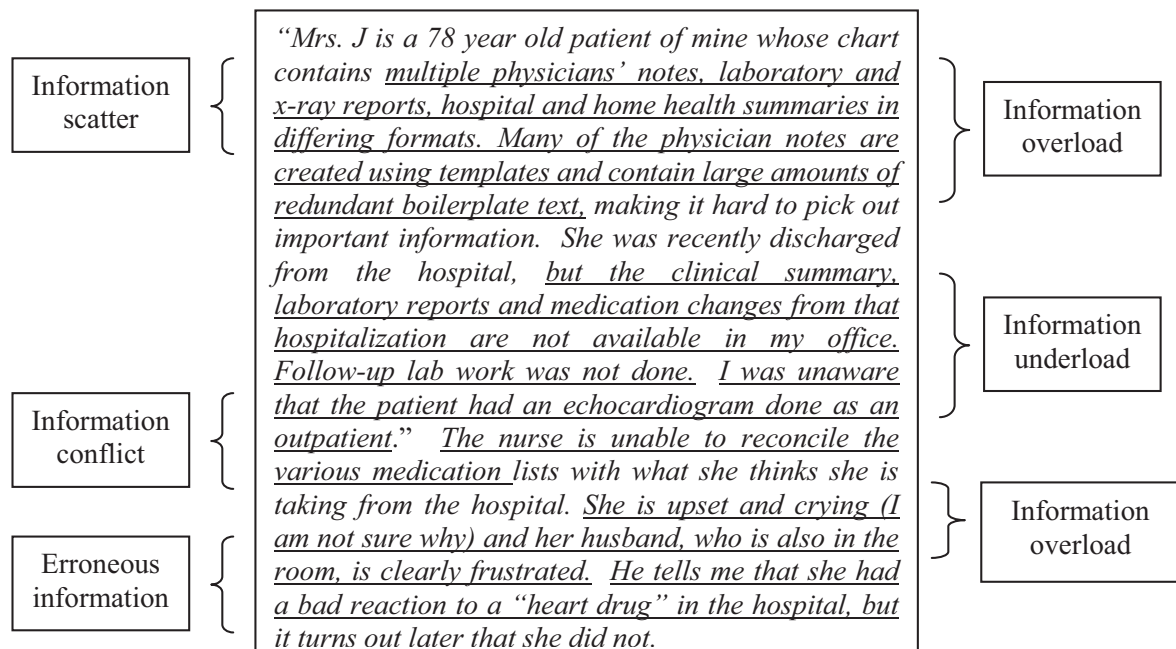 Information
scatter
Information
conflict
Erroneous
information
“Mrs. J is a 78 year old patient of mine whose chart
contains multiple physicians’ notes, laboratory and
x-ray reports, hospital and home health summaries in
differing formats. Many of the physician notes are
created using templates and contain large amounts of
redundant boilerplate text, making it hard to pick out
important information. She was recently discharged
from the hospital, but the clinical summary,
laboratory reports and medication changes from that
hospitalization are not available in my office.
Follow-up lab work was not done. I was unaware
that the patient had an echocardiogram done as an
outpatient.” The nurse is unable to reconcile the
various medication lists with what she thinks she is
taking from the hospital. She is upset and crying (I
am not sure why) and her husband, who is also in the
room, is clearly frustrated. He tells me that she had
a bad reaction to a “heart drug” in the hospital, but
it turns out later that she did not.
Information
overload
Information
underload
Information
overload